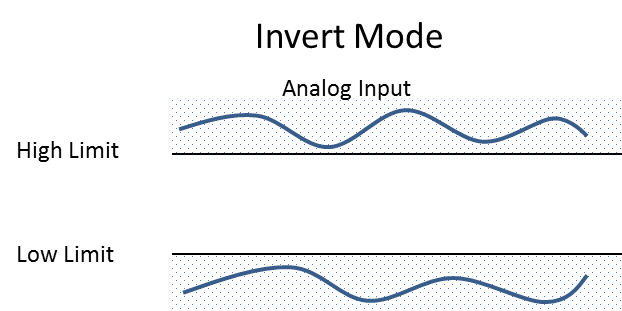 Invert Mode
Analog Input
High Limit
Low Limit